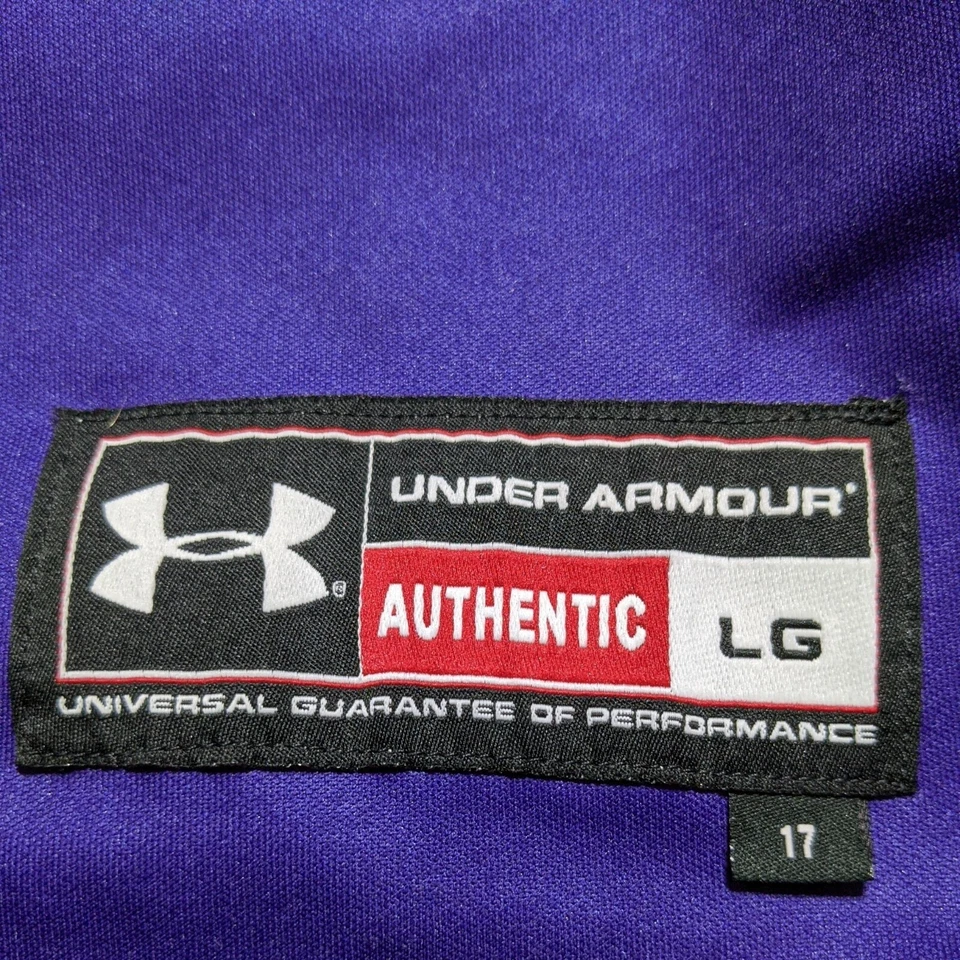 UNDER ARMOUR®
®
AUTHENTIC LG
UNIVERSAL GUARANTEE OF PERFORMANCE
17